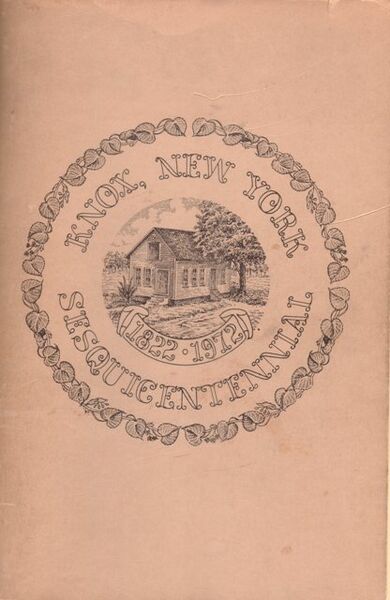 KNOX, NEW YORK
1822 · 1972
SESQUICENTENNIAL